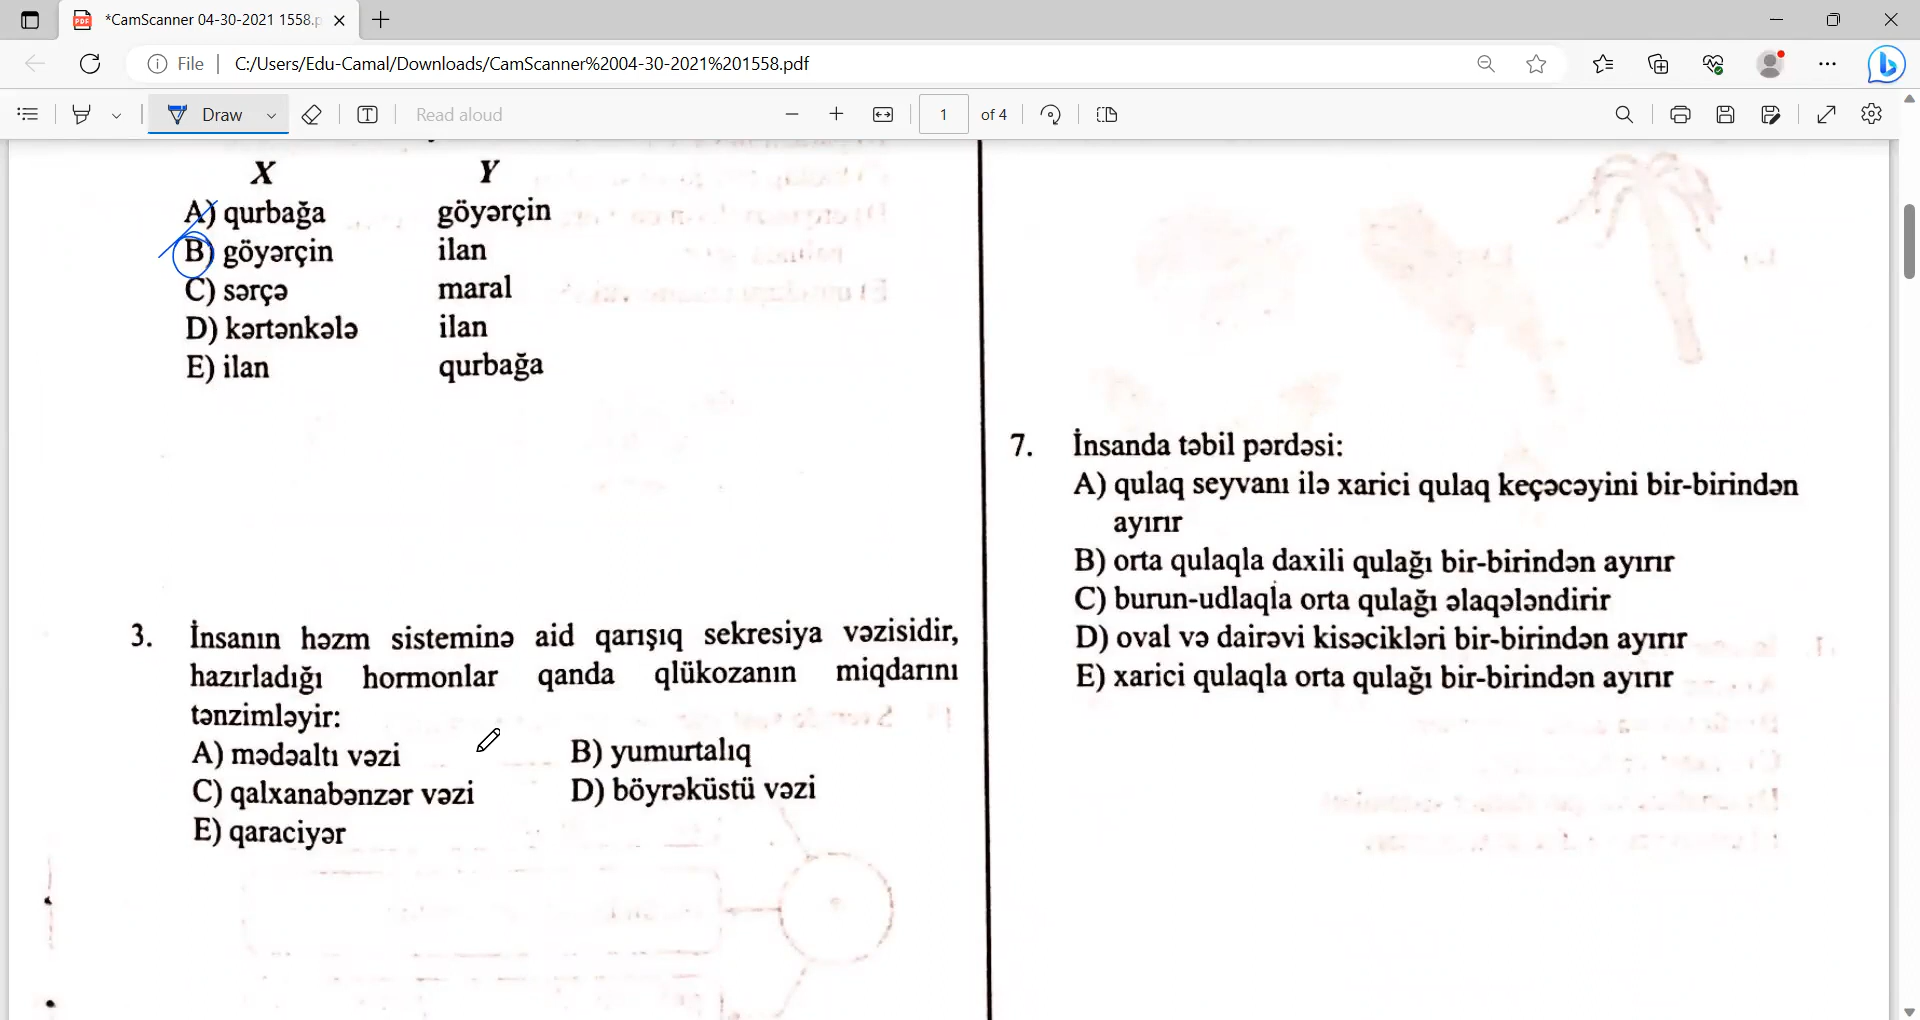 *CamScanner 04-30-2021 1558.p
File
C:/Users/Edu-Camal/Downloads/CamScanner%2004-30-2021%201558.pdf
Draw
Read aloud
1
of 4
X Y
A) qurbağa göyərçin
B) göyərçin ilan
C) sərçə maral
D) kərtənkələ ilan
E) ilan qurbağa
3. İnsanın həzm sisteminə aid qarışıq sekresiya vəzisidir,
hazırladığı hormonlar qanda qlükozanın miqdarını
tənzimləyir:
A) mədəaltı vəzi B) yumurtalıq
C) qalxanabənzər vəzi D) böyrəküstü vəzi
E) qaraciyər
7. İnsanda təbil pərdəsi:
A) qulaq seyvanı ilə xarici qulaq keçəcəyini bir-birindən
ayırır
B) orta qulaqla daxili qulağı bir-birindən ayırır
C) burun-udlaqla orta qulağı əlaqələndirir
D) oval və dairəvi kisəcikləri bir-birindən ayırır
E) xarici qulaqla orta qulağı bir-birindən ayırır